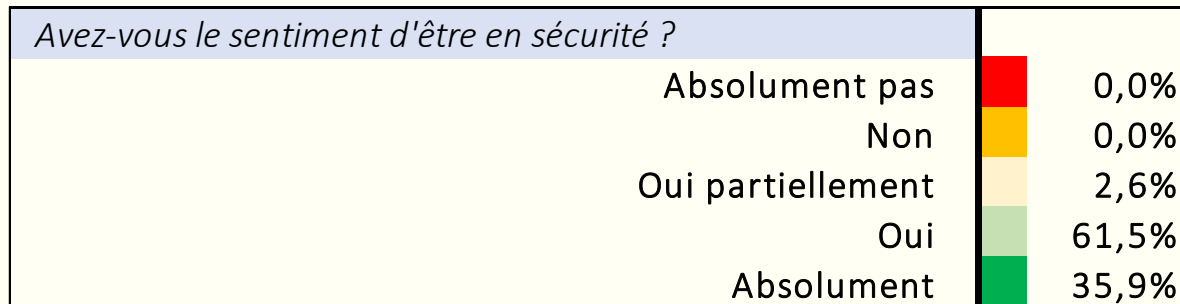 Avez-vous le sentiment d'être en sécurité ?
Absolument pas 0,0%
Non 0,0%
Oui partiellement 2,6%
Oui 61,5%
Absolument 35,9%